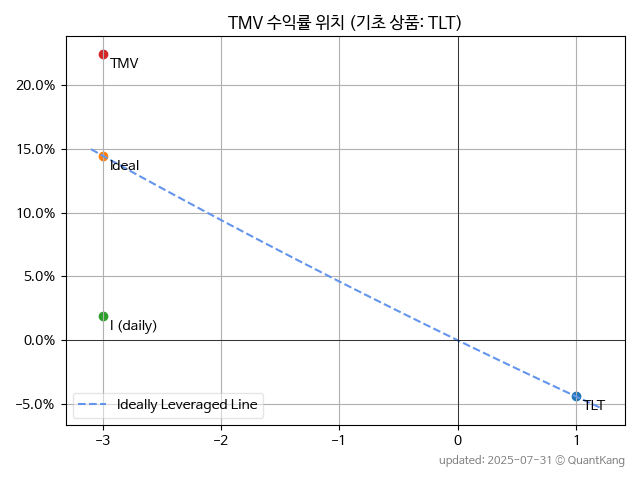 TMV 수익률 위치 (기초 상품: TLT)
20.0%
15.0%
10.0%
5.0%
0.0%
−5.0%
TMV
Ideal
I (daily)
TLT
Ideally Leveraged Line
−3
−2
−1
0
1
updated: 2025-07-31 © QuantKang